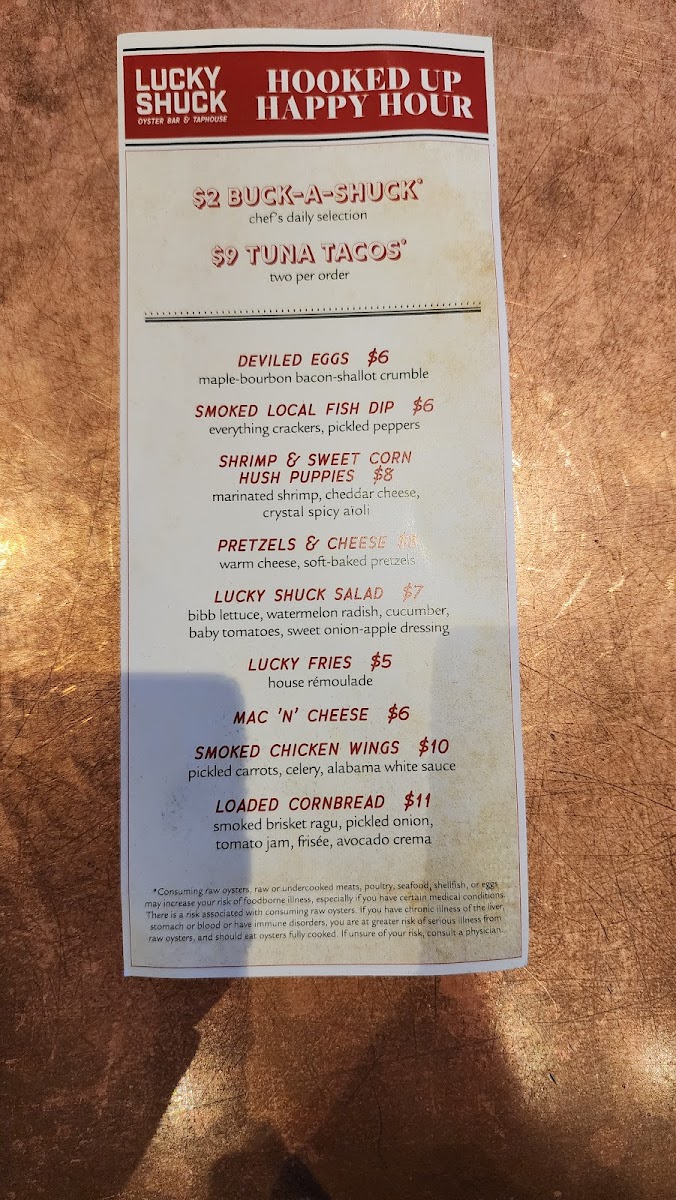 LUCKY
SHUCK
OYSTER BAR & TAPHOUSE
HOOKED UP
HAPPY HOUR
$2 BUCK-A-SHUCK*
chef's daily selection
$9 TUNA TACOS*
two per order
DEVILED EGGS $6
maple-bourbon bacon-shallot crumble
SMOKED LOCAL FISH DIP $6
everything crackers, pickled peppers
SHRIMP & SWEET CORN
HUSH PUPPIES $8
marinated shrimp, cheddar cheese,
crystal spicy aïoli
PRETZELS & CHEESE
warm cheese, soft-baked pretzels
LUCKY SHUCK SALAD $7
bibb lettuce, watermelon radish, cucumber,
baby tomatoes, sweet onion-apple dressing
LUCKY FRIES $5
house rémoulade
MAC 'N' CHEESE $6
SMOKED CHICKEN WINGS $10
pickled carrots, celery, alabama white sauce
LOADED CORNBREAD $11
smoked brisket ragu, pickled onion,
tomato jam, frisée, avocado crema
*Consuming raw oysters, raw or undercooked meats, poultry, seafood, shellfish, or eggs
may increase your risk of foodborne illness, especially if you have certain medical conditions.
There is a risk associated with consuming raw oysters. If you have chronic illness of the liver,
stomach or blood or have immune disorders, you are at greater risk of serious illness from
raw oysters, and should eat oysters fully cooked. If unsure of your risk, consult a physician.